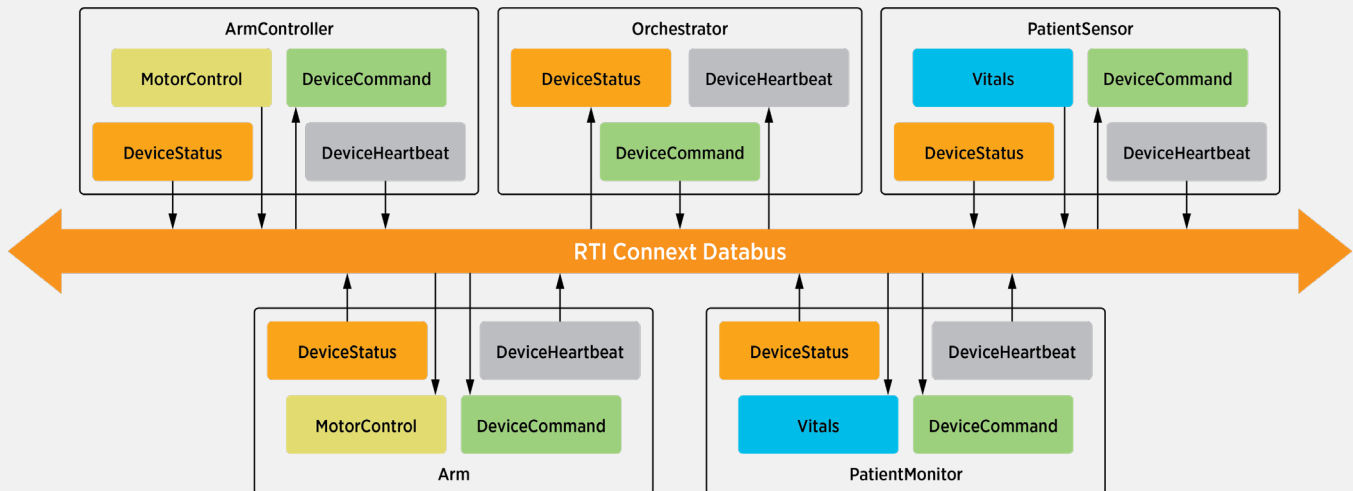 ArmController
MotorControl
DeviceCommand
DeviceStatus
DeviceHeartbeat
Orchestrator
DeviceStatus
DeviceHeartbeat
DeviceCommand
PatientSensor
Vitals
DeviceCommand
DeviceStatus
DeviceHeartbeat
RTI Connext Databus
DeviceStatus
DeviceHeartbeat
MotorControl
DeviceCommand
Arm
DeviceStatus
DeviceHeartbeat
Vitals
DeviceCommand
PatientMonitor